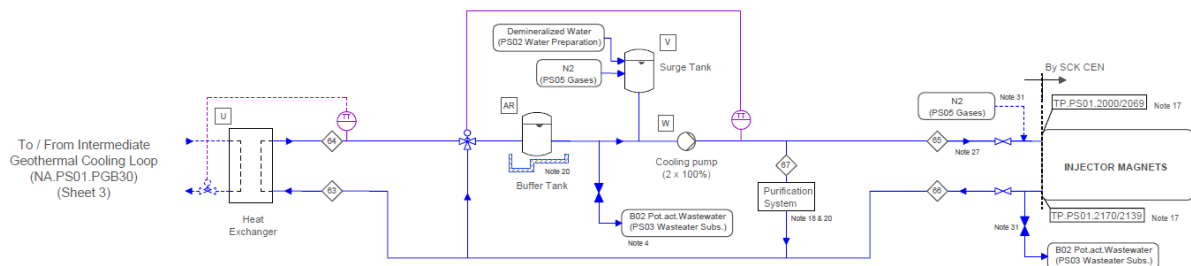 To / From Intermediate
Geothermal Cooling Loop
(NA.PS01.PGB30)
(Sheet 3)
U
Heat
Exchanger
TT
64
63
AR
Buffer Tank
Note 20
Demineralized Water
(PS02 Water Preparation)
N2
(PS05 Gases)
V
Surge Tank
W
Cooling pump
(2 x 100%)
B02 Pot.act.Wastewater
(PS03 Wasteater Subs.)
Note 4
TT
67
Purification
System
Note 18 & 20
65
Note 27
66
N2
(PS05 Gases)
Note 31
By SCK CEN
TP.PS01.2000/2069
Note 17
INJECTOR MAGNETS
TP.PS01.2170/2139
Note 17
Note 31
B02 Pot.act.Wastewater
(PS03 Wasteater Subs.)